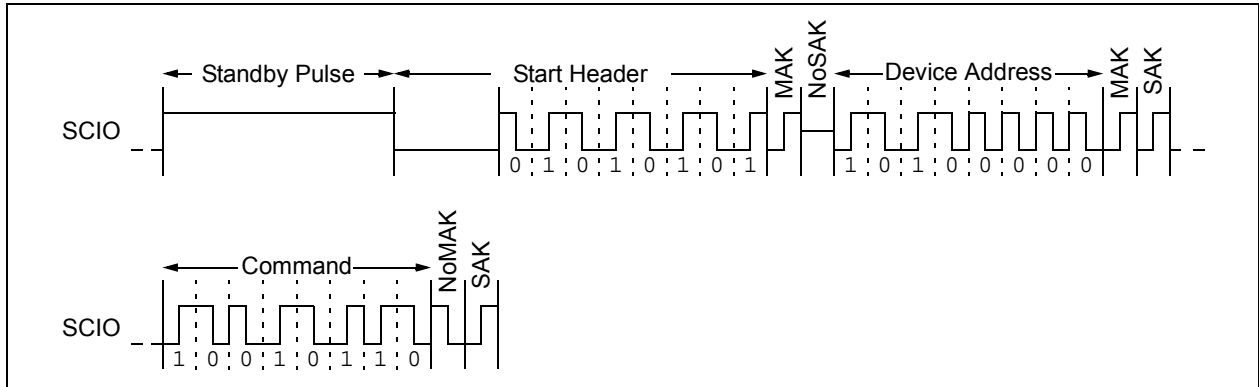 Standby Pulse
Start Header
MAK
NoSAK
Device Address
MAK
SAK
SCIO
0 1 0 1 0 1 0 1
1 0 1 0 0 0 0 0
Command
NoMAK
SAK
SCIO
1 0 0 1 0 1 1 0